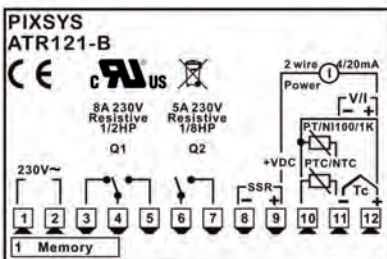 PIXSYS
ATR121-B
CE c RU US
8A 230V Resistive 1/2HP
Q1
5A 230V Resistive 1/8HP
Q2
2 wire 4/20mA
I
Power
V/I
− +
PT/NI100/1K
PTC/NTC
+VDC
230V~
SSR
− +
Tc
− +
1 2 3 4 5 6 7 8 9 10 11 12
1 Memory